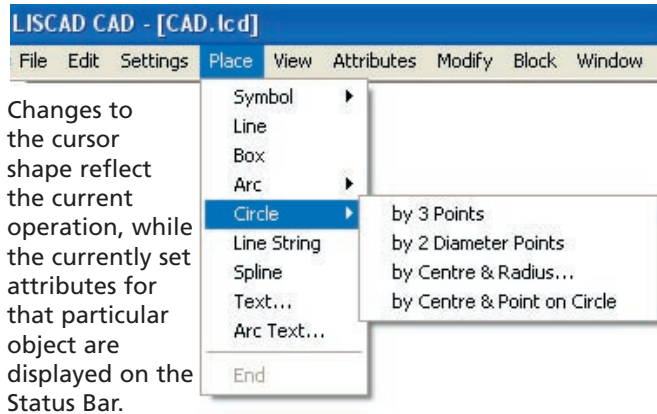 LISCAD CAD - [CAD.lcd]
File Edit Settings Place View Attributes Modify Block Window
Changes to
the cursor
shape reflect
the current
operation, while
the currently set
attributes for
that particular
object are
displayed on the
Status Bar.
Symbol
Line
Box
Arc
Circle
Line String
Spline
Text...
Arc Text...
End
by 3 Points
by 2 Diameter Points
by Centre & Radius...
by Centre & Point on Circle